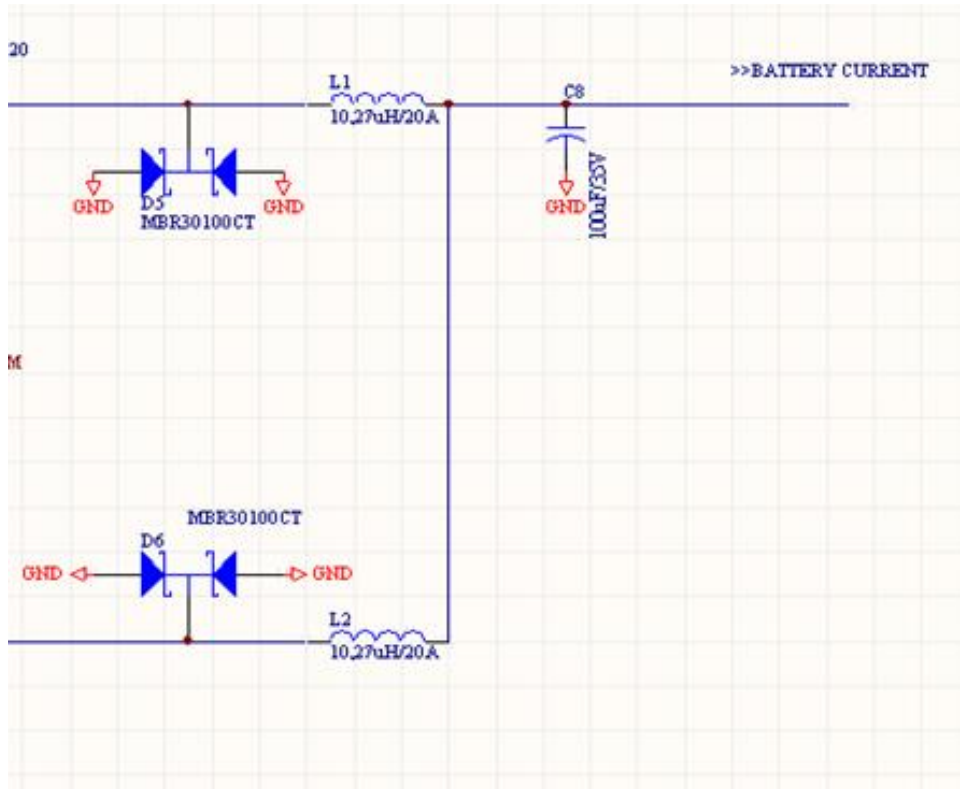 20
>>BATTERY CURRENT
L1
10,27uH/20A
C8
100uF/35V
GND
D5
MBR30100CT
GND
GND
M
MBR30100CT
D6
GND
GND
L2
10,27uH/20A